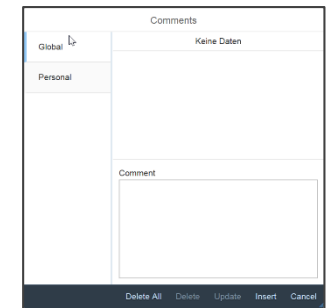 Comments
Global
Keine Daten
Personal
Comment
Delete All Delete Update Insert Cancel